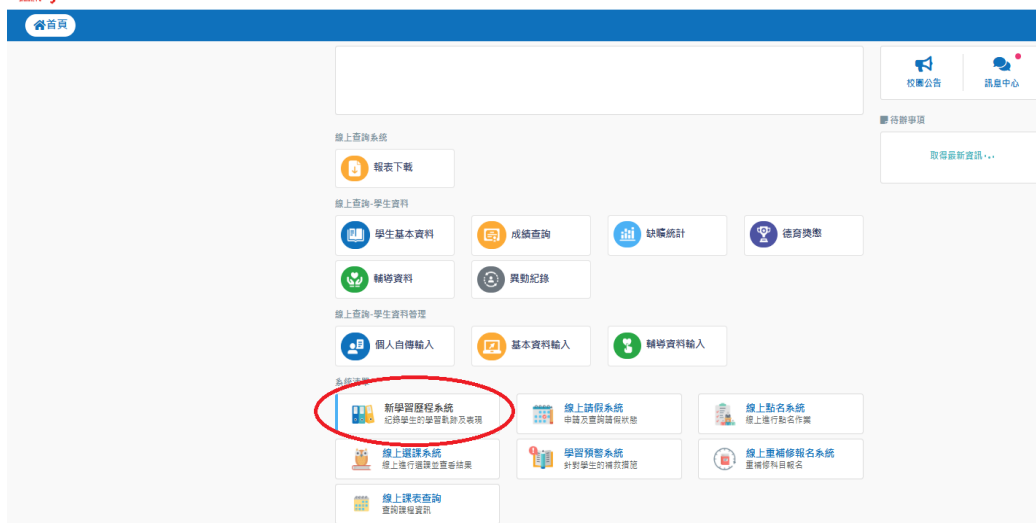 首頁
校園公告
訊息中心
待辦事項
取得最新資訊...
線上查詢系統
報表下載
線上查詢-學生資料
學生基本資料
成績查詢
缺曠統計
德育獎懲
輔導資料
異動紀錄
線上查詢-學生資料管理
個人自傳輸入
基本資料輸入
輔導資料輸入
系統清單
新學習歷程系統
紀錄學生的學習軌跡及表現
線上請假系統
申請及查詢請假狀態
線上點名系統
線上進行點名作業
線上選課系統
線上進行選課並查看結果
學習預警系統
針對學生的補救措施
線上重補修報名系統
重補修科目報名
線上課表查詢
查詢課程資訊